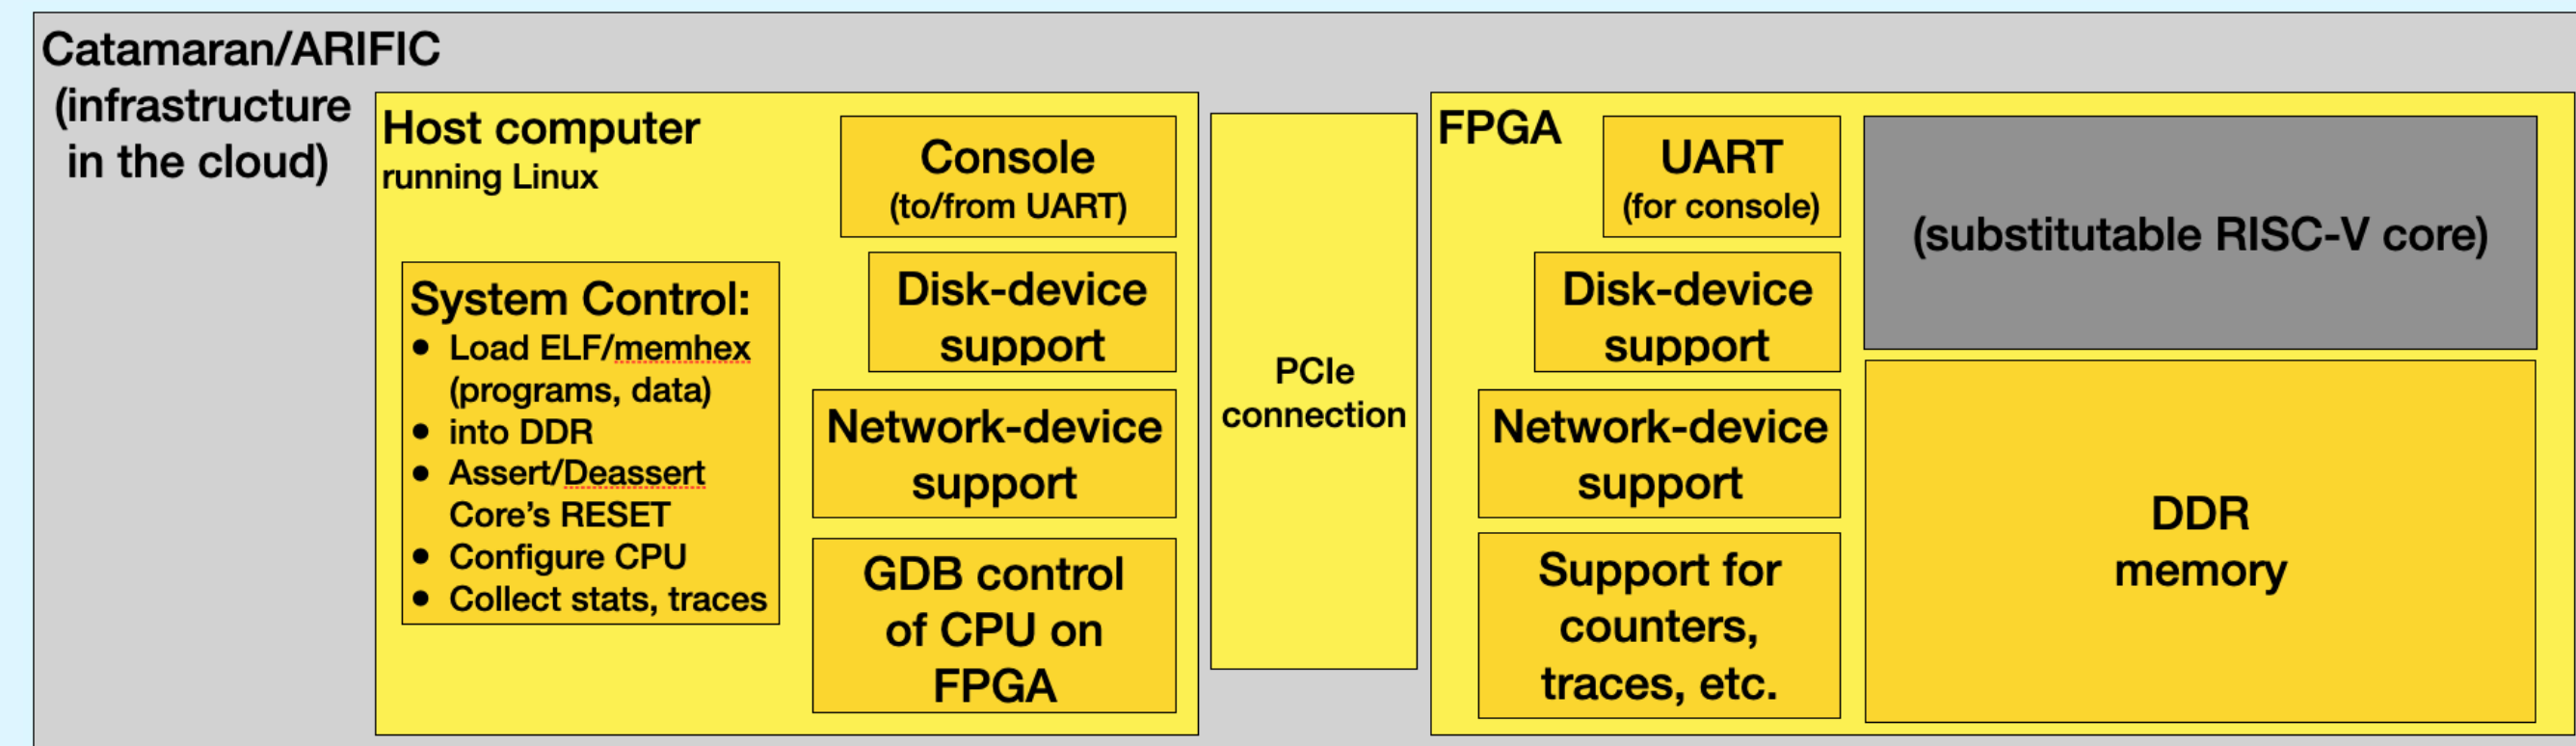 Catamaran/ARIFIC
(infrastructure
in the cloud)
Host computer
running Linux
System Control:
• Load ELF/memhex
(programs, data)
• into DDR
• Assert/Deassert
Core's RESET
• Configure CPU
• Collect stats, traces
Console
(to/from UART)
Disk-device
support
Network-device
support
GDB control
of CPU on
FPGA
PCIe
connection
FPGA
UART
(for console)
Disk-device
support
Network-device
support
Support for
counters,
traces, etc.
(substitutable RISC-V core)
DDR
memory